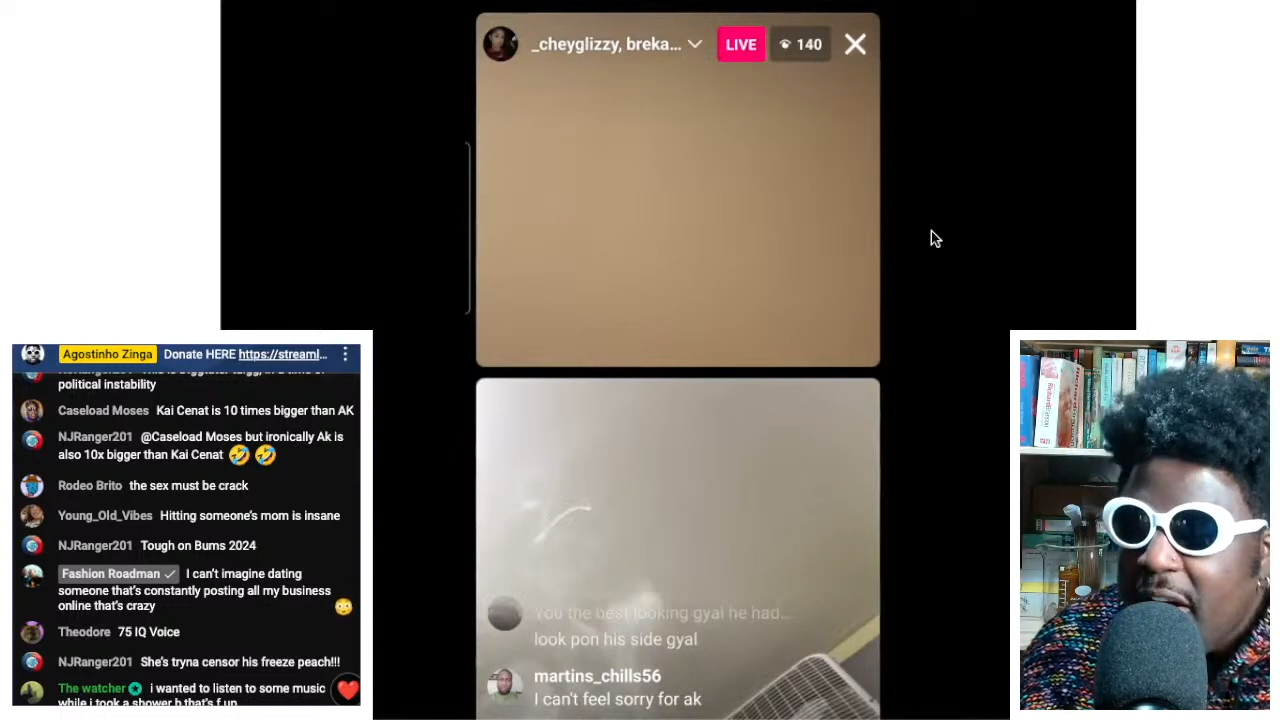 _cheyglizzy, breka...
LIVE
140
You the best looking gyal he had...
look pon his side gyal
martins_chills56
I can't feel sorry for ak
Agostinho Zinga Donate HERE https://streaml...
political instability
Caseload Moses Kai Cenat is 10 times bigger than AK
NJRanger201 @Caseload Moses but ironically Ak is
also 10x bigger than Kai Cenat 🤣 🤣
Rodeo Brito the sex must be crack
Young_Old_Vibes Hitting someone's mom is insane
NJRanger201 Tough on Bums 2024
Fashion Roadman I can't imagine dating
someone that's constantly posting all my business
online that's crazy 😳
Theodore 75 IQ Voice
NJRanger201 She's tryna censor his freeze peach!!!
The watcher i wanted to listen to some music
while i took a shower b that's f up